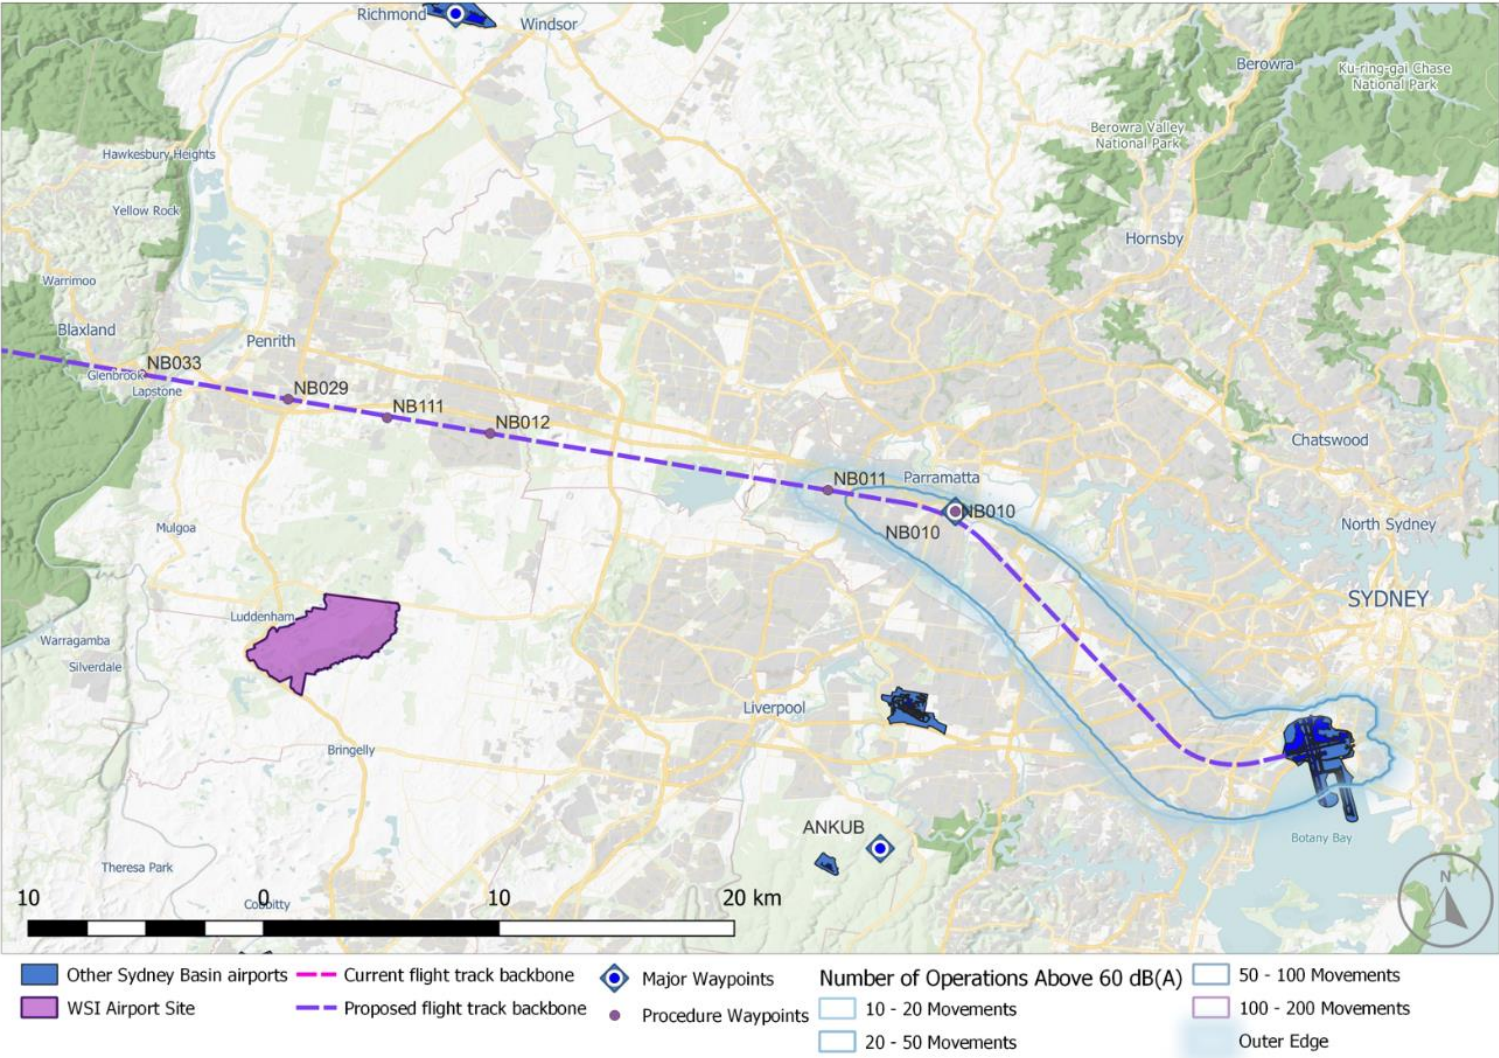 Richmond
Windsor
Berowra
Ku-ring-gai Chase
National Park
Berowra Valley
National Park
Hawkesbury Heights
Yellow Rock
Hornsby
Warrimoo
Blaxland
Penrith
NB033
Glenbrook
Lapstone
NB029
NB111
NB012
Chatswood
NB011
Parramatta
NB010
NB010
North Sydney
Mulgoa
SYDNEY
Luddenham
Warragamba
Silverdale
Liverpool
Bringelly
ANKUB
Botany Bay
Theresa Park
N
10 0 10 20 km
Cobbitty
Other Sydney Basin airports
WSI Airport Site
Current flight track backbone
Proposed flight track backbone
Major Waypoints
Procedure Waypoints
Number of Operations Above 60 dB(A)
10 - 20 Movements
20 - 50 Movements
50 - 100 Movements
100 - 200 Movements
Outer Edge